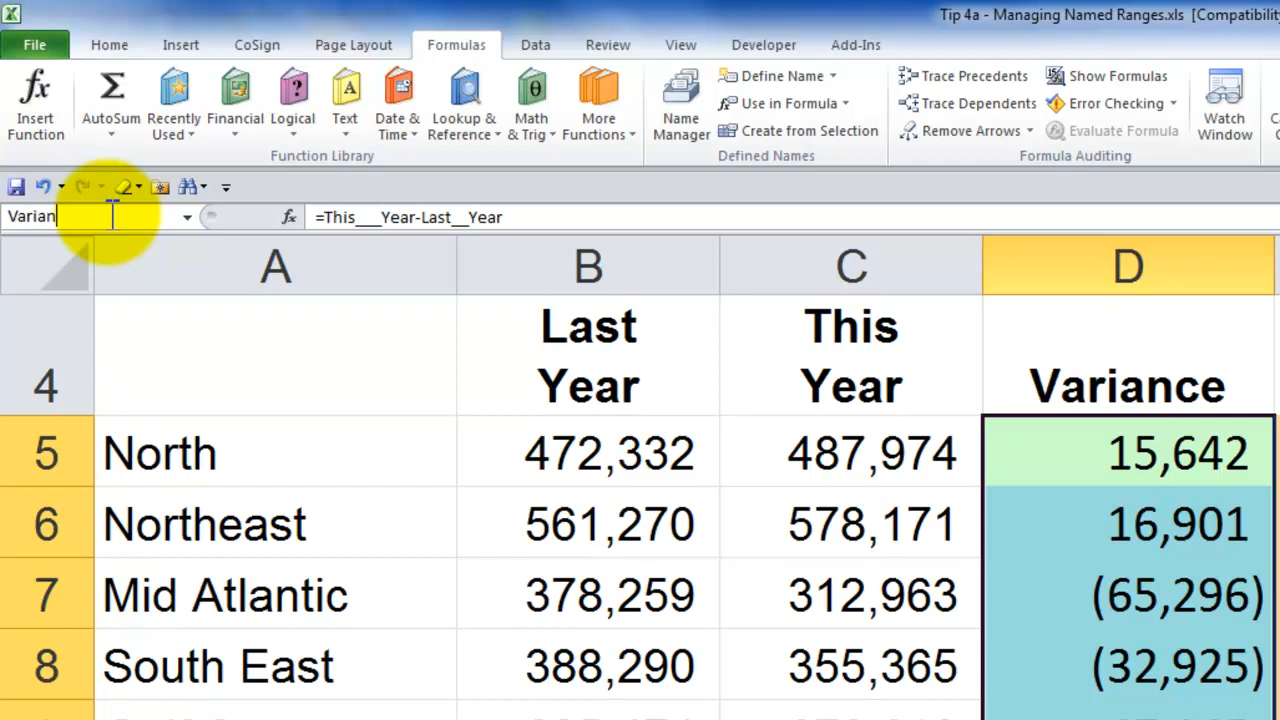 Tip 4a - Managing Named Ranges.xls [Compatibility
File Home Insert CoSign Page Layout Formulas Data Review View Developer Add-Ins
fx Insert Function
Σ AutoSum
Recently Used
Financial
Logical
A Text
Date & Time
Lookup & Reference
θ Math & Trig
More Functions
Function Library
Name Manager
Define Name
Use in Formula
Create from Selection
Defined Names
Trace Precedents
Trace Dependents
Remove Arrows
Show Formulas
Error Checking
Evaluate Formula
Formula Auditing
Watch Window
Varian fx =This___Year-Last__Year
A B C D
4 Last Year This Year Variance
5 North 472,332 487,974 15,642
6 Northeast 561,270 578,171 16,901
7 Mid Atlantic 378,259 312,963 (65,296)
8 South East 388,290 355,365 (32,925)